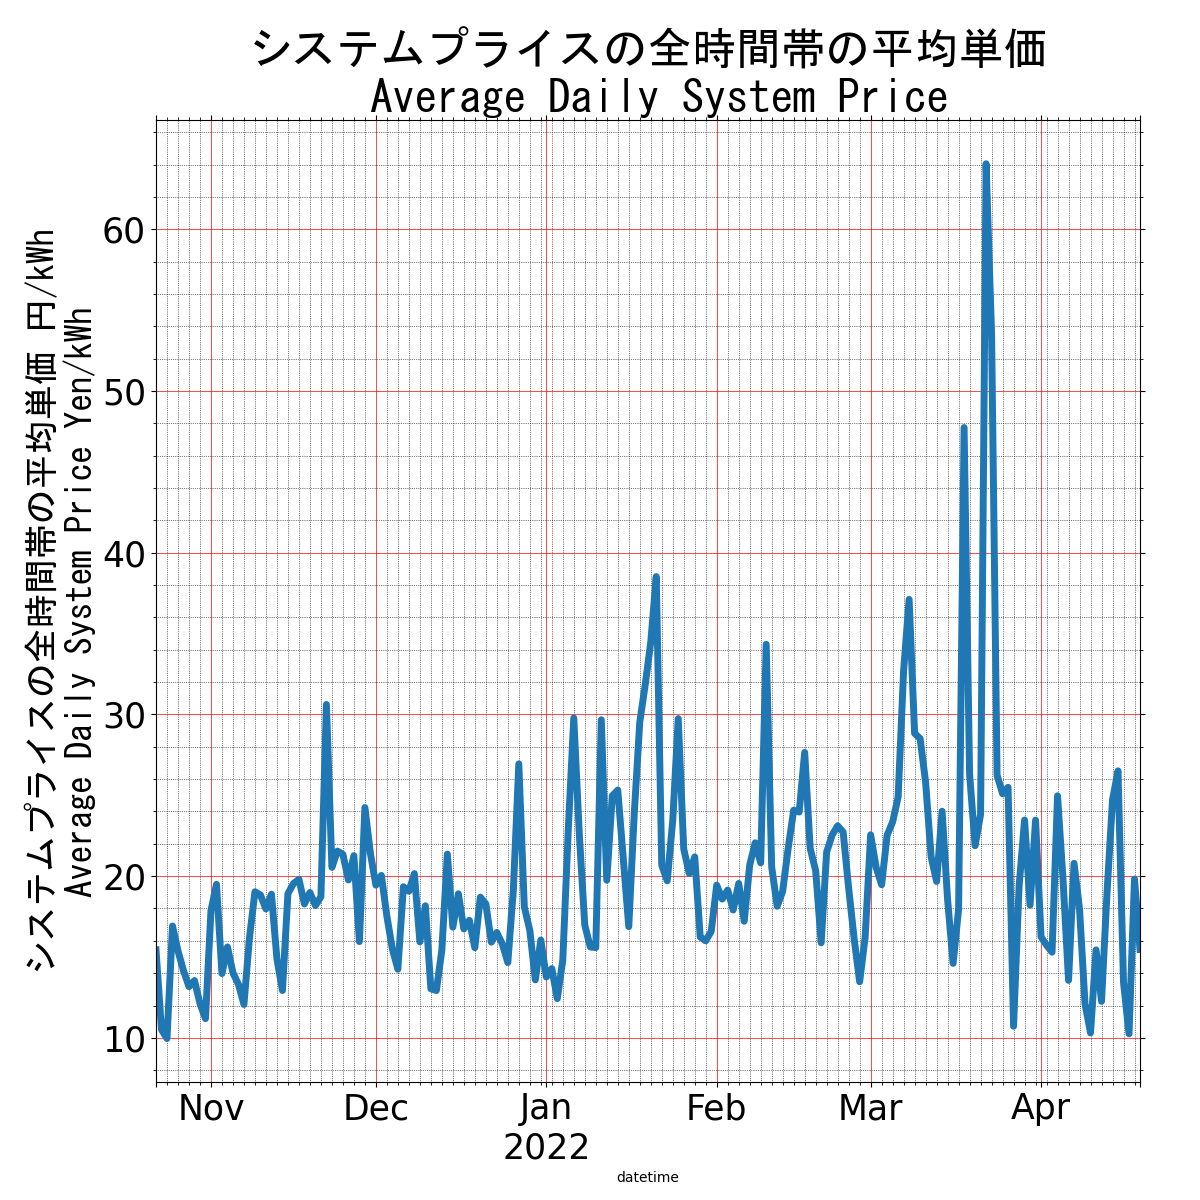 システムプライスの全時間帯の平均単価
Average Daily System Price
システムプライスの全時間帯の平均単価 円/kWh
Average Daily System Price Yen/kWh
60
50
40
30
20
10
Nov
Dec
Jan
2022
Feb
Mar
Apr
datetime